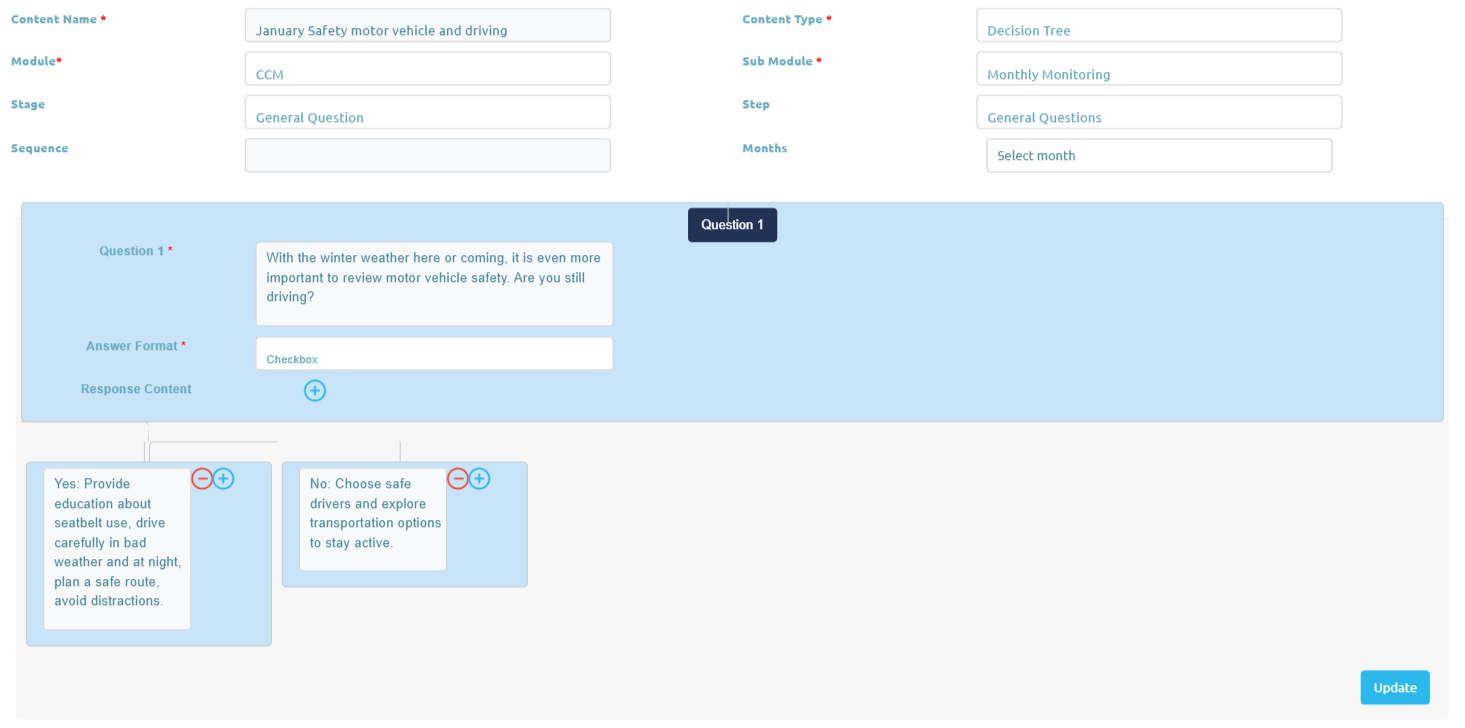 Content Name *
January Safety motor vehicle and driving
Content Type *
Decision Tree
Module*
CCM
Sub Module *
Monthly Monitoring
Stage
General Question
Step
General Questions
Sequence
Months
Select month
Question 1
Question 1 *
With the winter weather here or coming, it is even more
important to review motor vehicle safety. Are you still
driving?
Answer Format *
Checkbox
Response Content
Yes: Provide
education about
seatbelt use, drive
carefully in bad
weather and at night,
plan a safe route,
avoid distractions.
No: Choose safe
drivers and explore
transportation options
to stay active.
Update